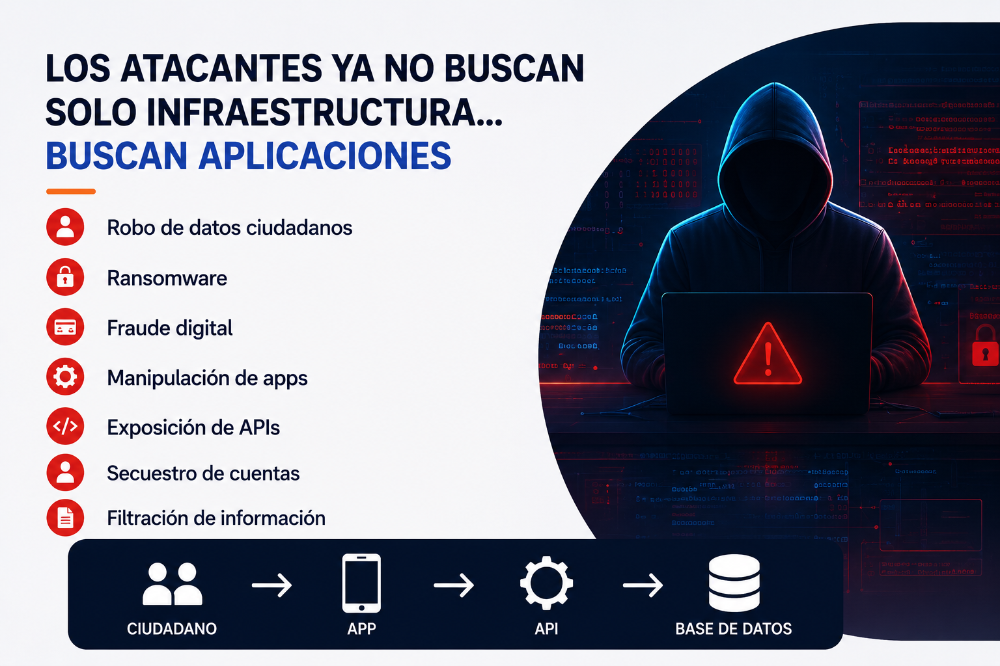 LOS ATACANTES YA NO BUSCAN
SOLO INFRAESTRUCTURA...
BUSCAN APLICACIONES
Robo de datos ciudadanos
Ransomware
Fraude digital
Manipulación de apps
</>
Exposición de APIs
Secuestro de cuentas
Filtración de información
CIUDADANO
APP
API
BASE DE DATOS